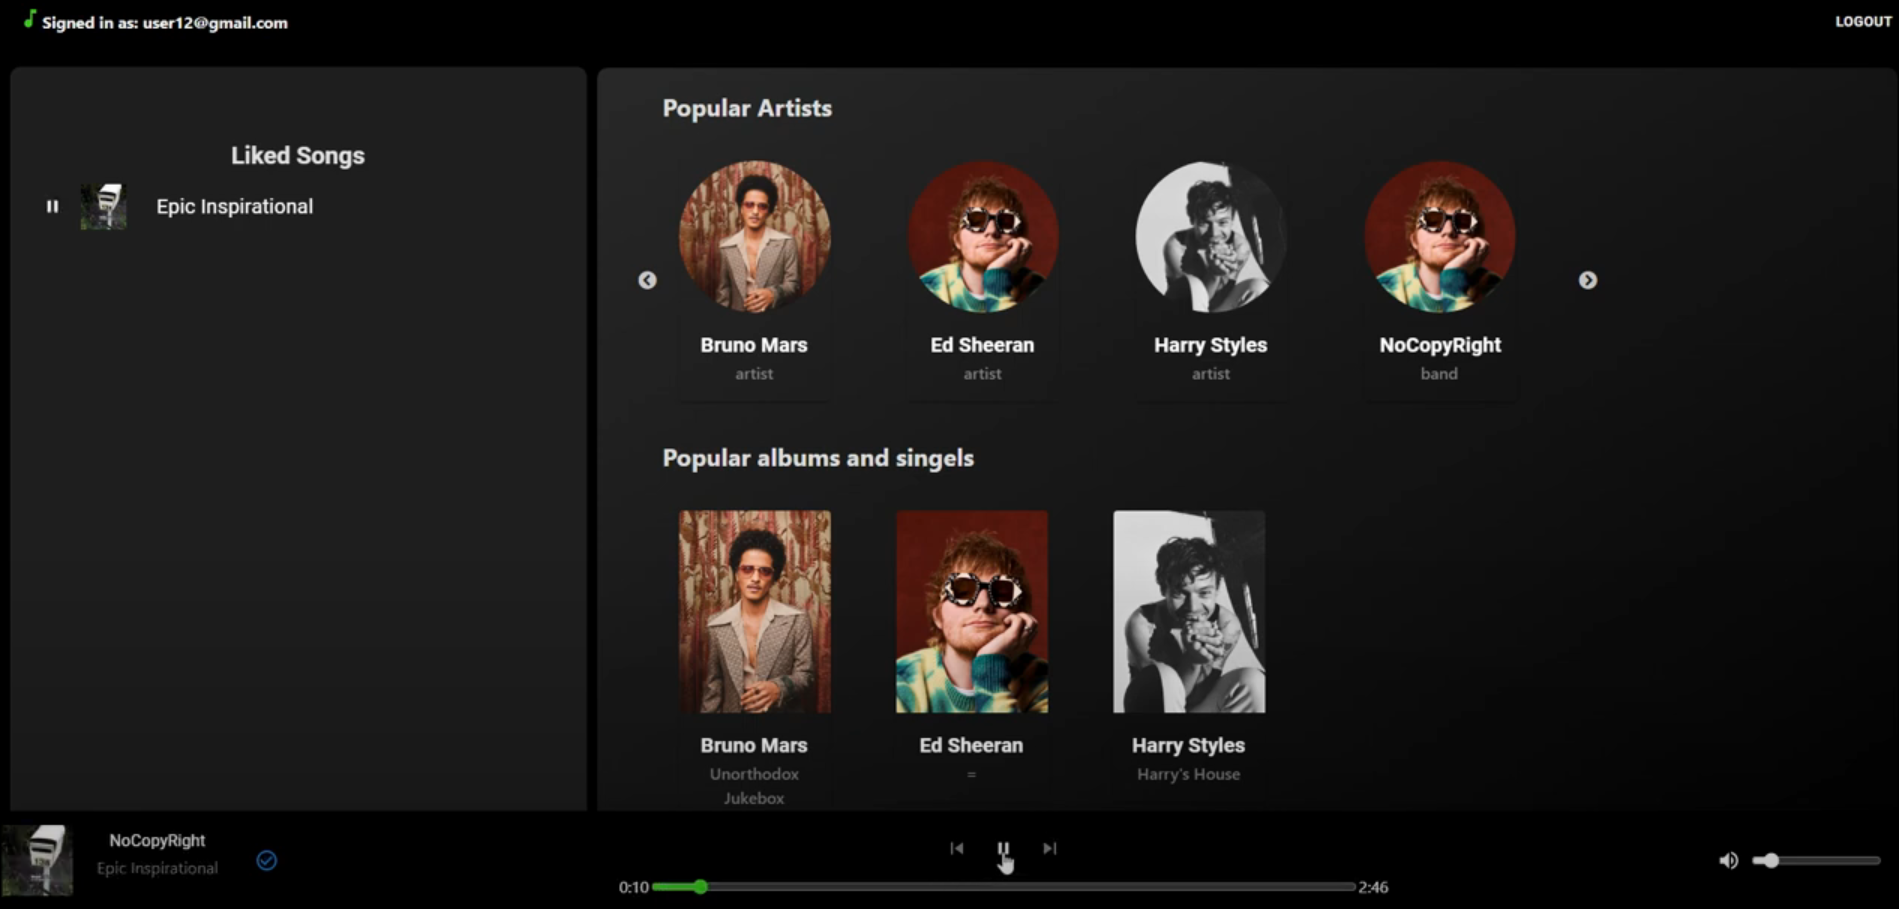 Signed in as: user12@gmail.com
LOGOUT
Liked Songs
Epic Inspirational
Popular Artists
Bruno Mars
artist
Ed Sheeran
artist
Harry Styles
artist
NoCopyRight
band
Popular albums and singels
Bruno Mars
Unorthodox
Jukebox
Ed Sheeran
=
Harry Styles
Harry's House
NoCopyRight
Epic Inspirational
0:10
2:46